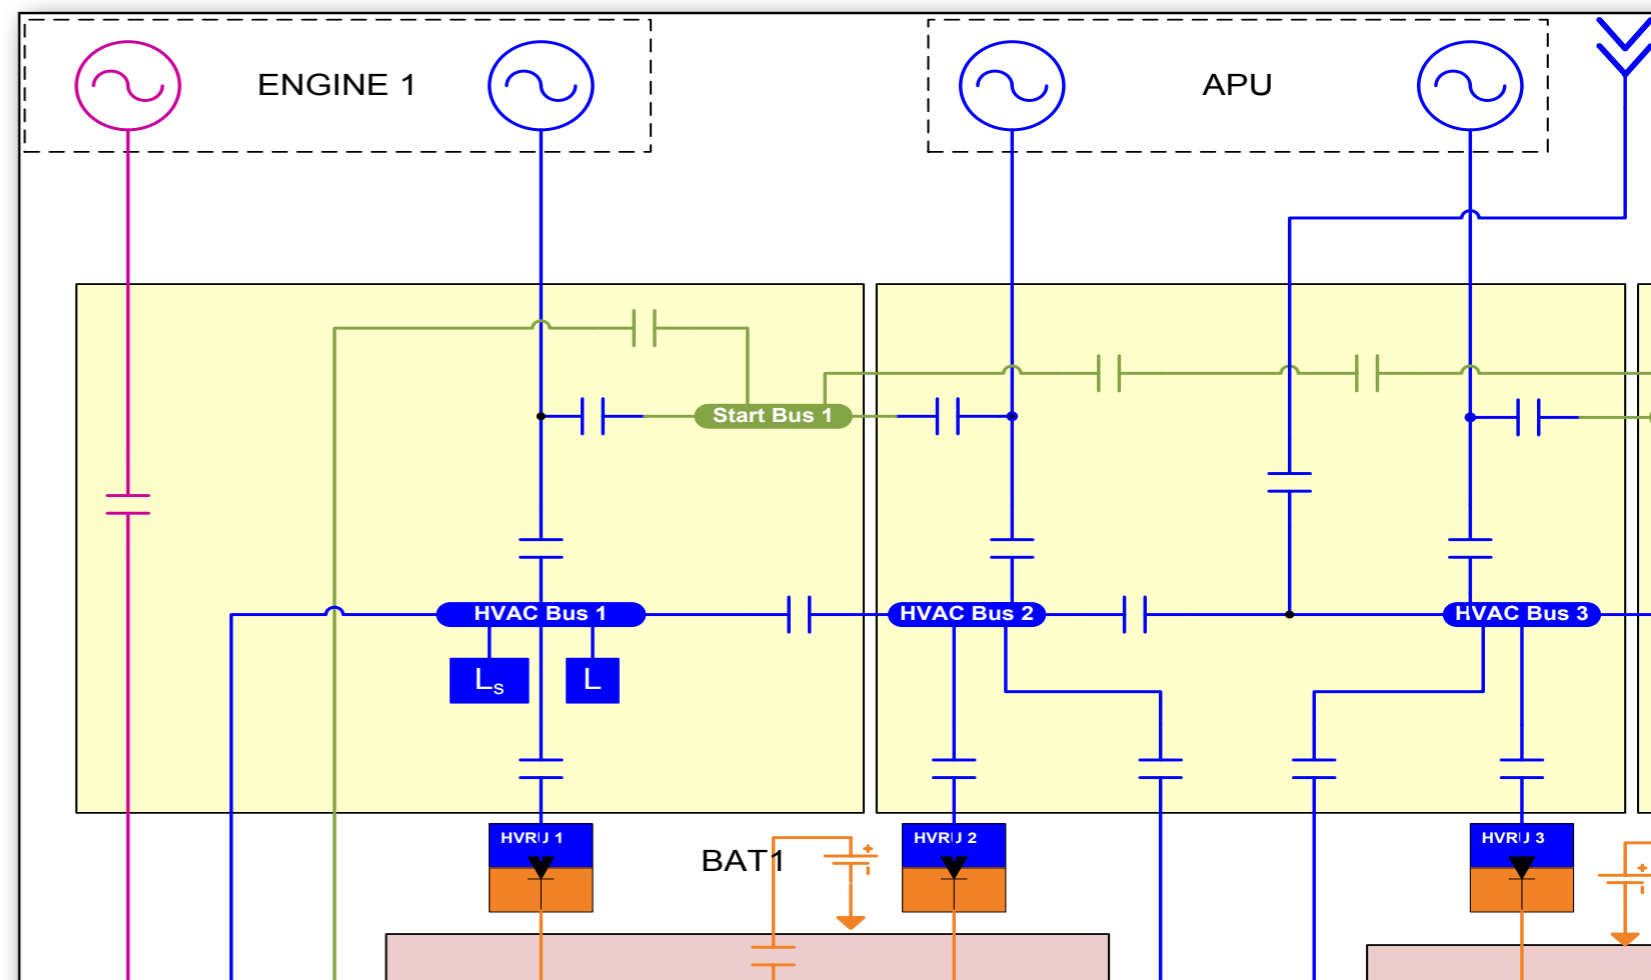 ENGINE 1
APU
Start Bus 1
HVAC Bus 1
HVAC Bus 2
HVAC Bus 3
Ls
L
HVRU 1
HVRU 2
HVRU 3
BAT1
+
-
+
-